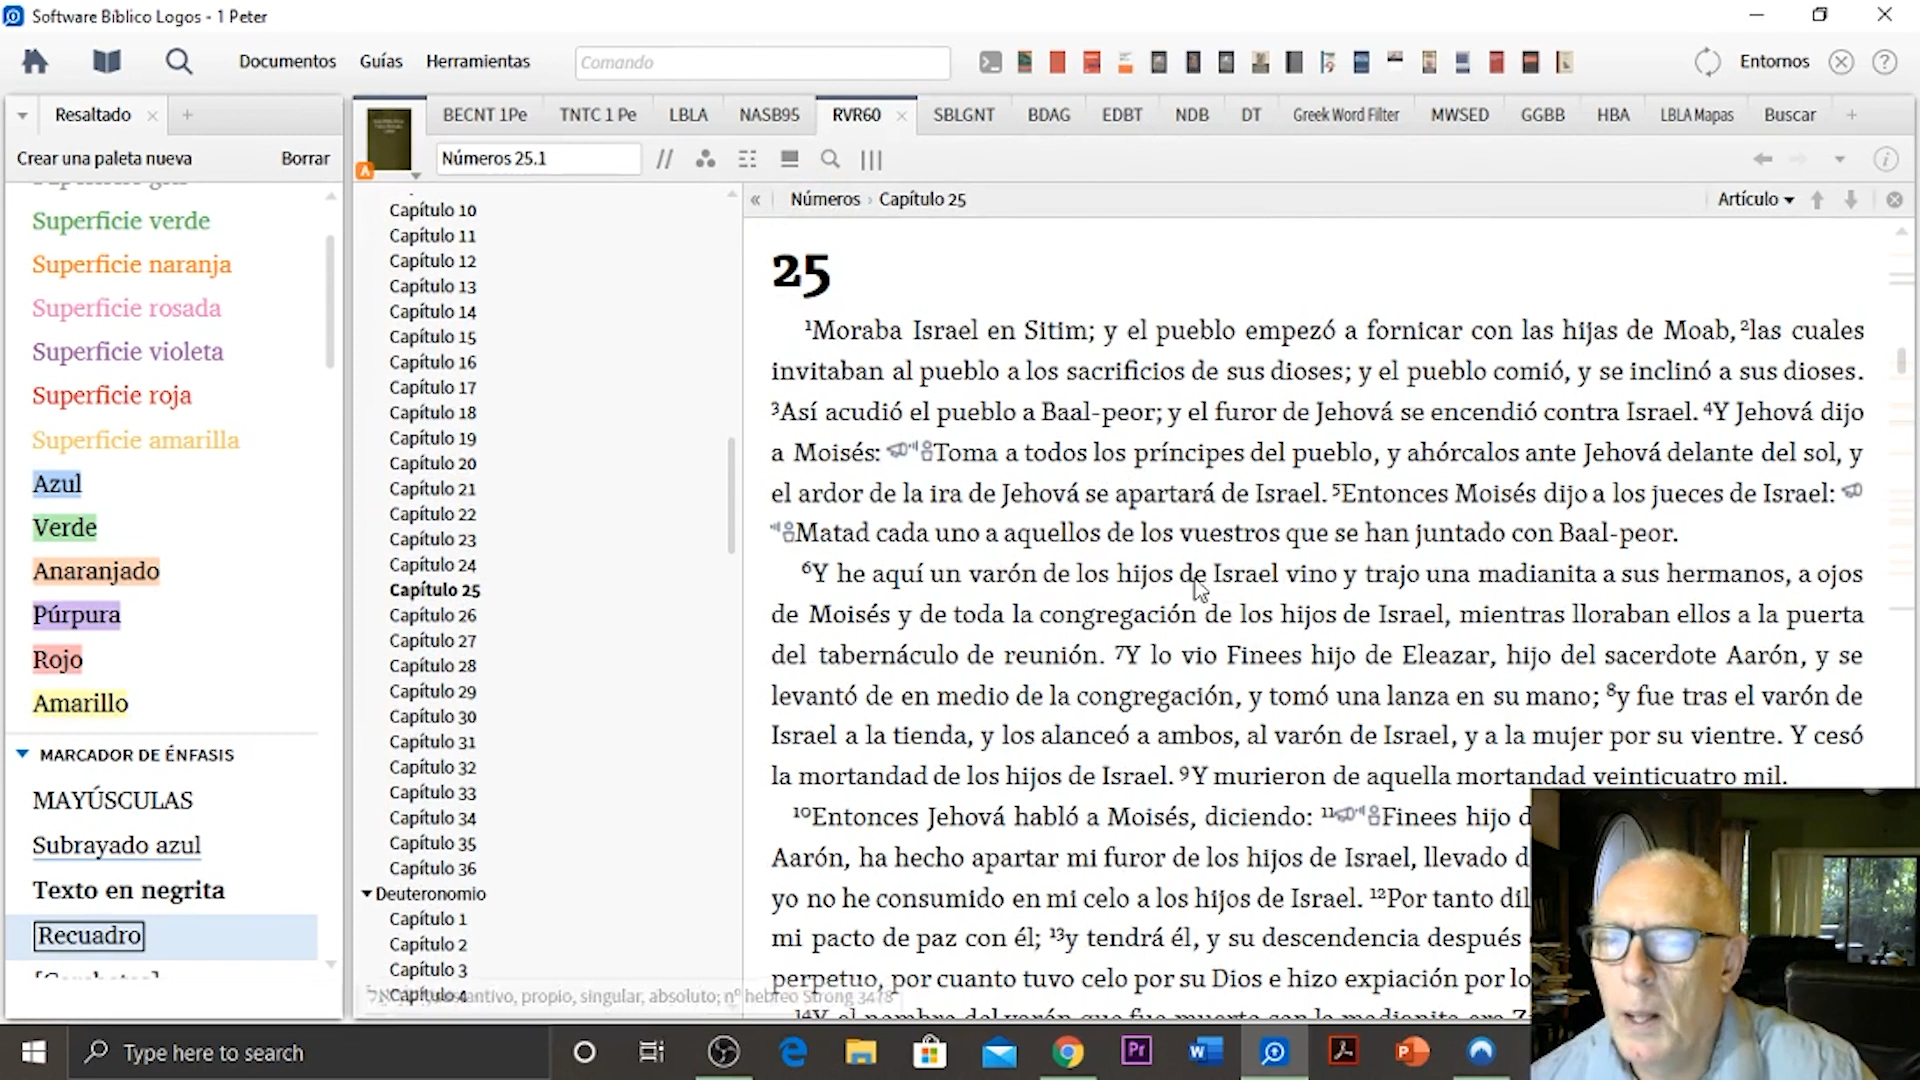 Software Bíblico Logos - 1 Peter
Documentos Guías Herramientas Comando Entornos
Resaltado
BECNT 1Pe TNTC 1 Pe LBLA NASB95 RVR60 SBLGNT BDAG EDBT NDB DT Greek Word Filter MWSED GGBB HBA LBLA Mapas Buscar
Crear una paleta nueva Borrar
Números 25.1
Superficie verde
Superficie naranja
Superficie rosada
Superficie violeta
Superficie roja
Superficie amarilla
Azul
Verde
Anaranjado
Púrpura
Rojo
Amarillo
MARCADOR DE ÉNFASIS
MAYÚSCULAS
Subrayado azul
Texto en negrita
Recuadro
Capítulo 10
Capítulo 11
Capítulo 12
Capítulo 13
Capítulo 14
Capítulo 15
Capítulo 16
Capítulo 17
Capítulo 18
Capítulo 19
Capítulo 20
Capítulo 21
Capítulo 22
Capítulo 23
Capítulo 24
Capítulo 25
Capítulo 26
Capítulo 27
Capítulo 28
Capítulo 29
Capítulo 30
Capítulo 31
Capítulo 32
Capítulo 33
Capítulo 34
Capítulo 35
Capítulo 36
Deuteronomio
Capítulo 1
Capítulo 2
Capítulo 3
Capítulo 4
propio, singular, absoluto; nº hebreo Strong 3478
Números › Capítulo 25 Artículo
25
¹Moraba Israel en Sitim; y el pueblo empezó a fornicar con las hijas de Moab, ²las cuales
invitaban al pueblo a los sacrificios de sus dioses; y el pueblo comió, y se inclinó a sus dioses.
³Así acudió el pueblo a Baal-peor; y el furor de Jehová se encendió contra Israel. ⁴Y Jehová dijo
a Moisés: Toma a todos los príncipes del pueblo, y ahórcalos ante Jehová delante del sol, y
el ardor de la ira de Jehová se apartará de Israel. ⁵Entonces Moisés dijo a los jueces de Israel:
Matad cada uno a aquellos de los vuestros que se han juntado con Baal-peor.
⁶Y he aquí un varón de los hijos de Israel vino y trajo una madianita a sus hermanos, a ojos
de Moisés y de toda la congregación de los hijos de Israel, mientras lloraban ellos a la puerta
del tabernáculo de reunión. ⁷Y lo vio Finees hijo de Eleazar, hijo del sacerdote Aarón, y se
levantó de en medio de la congregación, y tomó una lanza en su mano; ⁸y fue tras el varón de
Israel a la tienda, y los alanceó a ambos, al varón de Israel, y a la mujer por su vientre. Y cesó
la mortandad de los hijos de Israel. ⁹Y murieron de aquella mortandad veinticuatro mil.
¹⁰Entonces Jehová habló a Moisés, diciendo: ¹¹Finees hijo d
Aarón, ha hecho apartar mi furor de los hijos de Israel, llevado d
yo no he consumido en mi celo a los hijos de Israel. ¹²Por tanto dil
mi pacto de paz con él; ¹³y tendrá él, y su descendencia después
perpetuo, por cuanto tuvo celo por su Dios e hizo expiación por lo
Type here to search